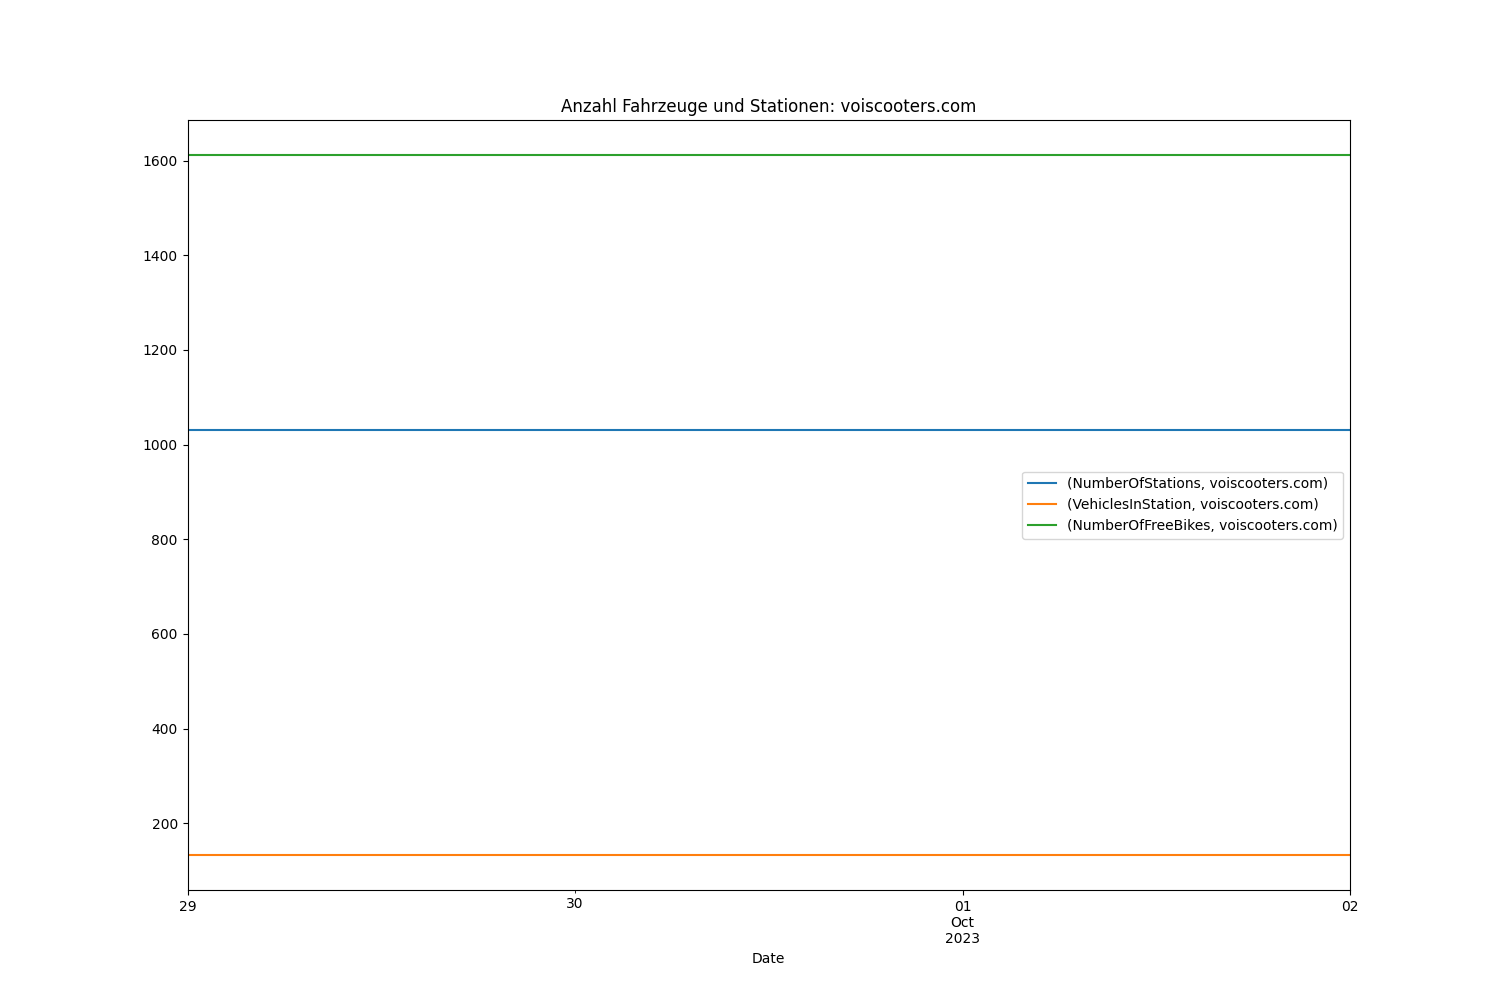 Anzahl Fahrzeuge und Stationen: voiscooters.com
1600
1400
1200
1000
800
600
400
200
(NumberOfStations, voiscooters.com)
(VehiclesInStation, voiscooters.com)
(NumberOfFreeBikes, voiscooters.com)
29
30
01
Oct
2023
02
Date